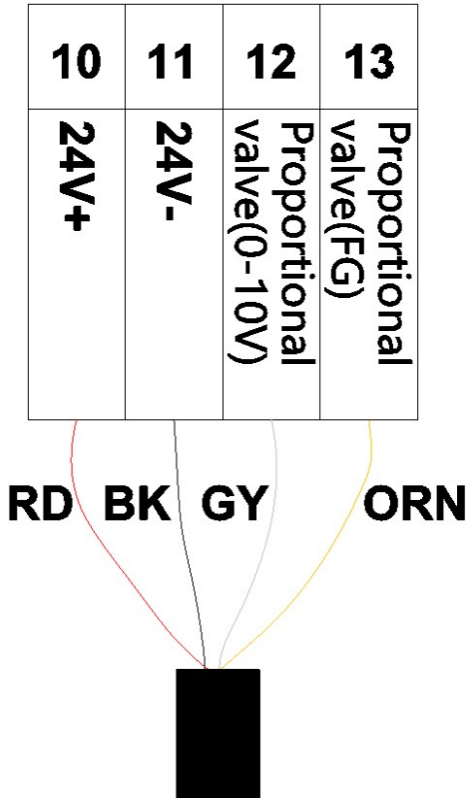 10 11 12 13
24V+
24V-
Proportional
valve(0-10V)
Proportional
valve(FG)
RD BK GY ORN